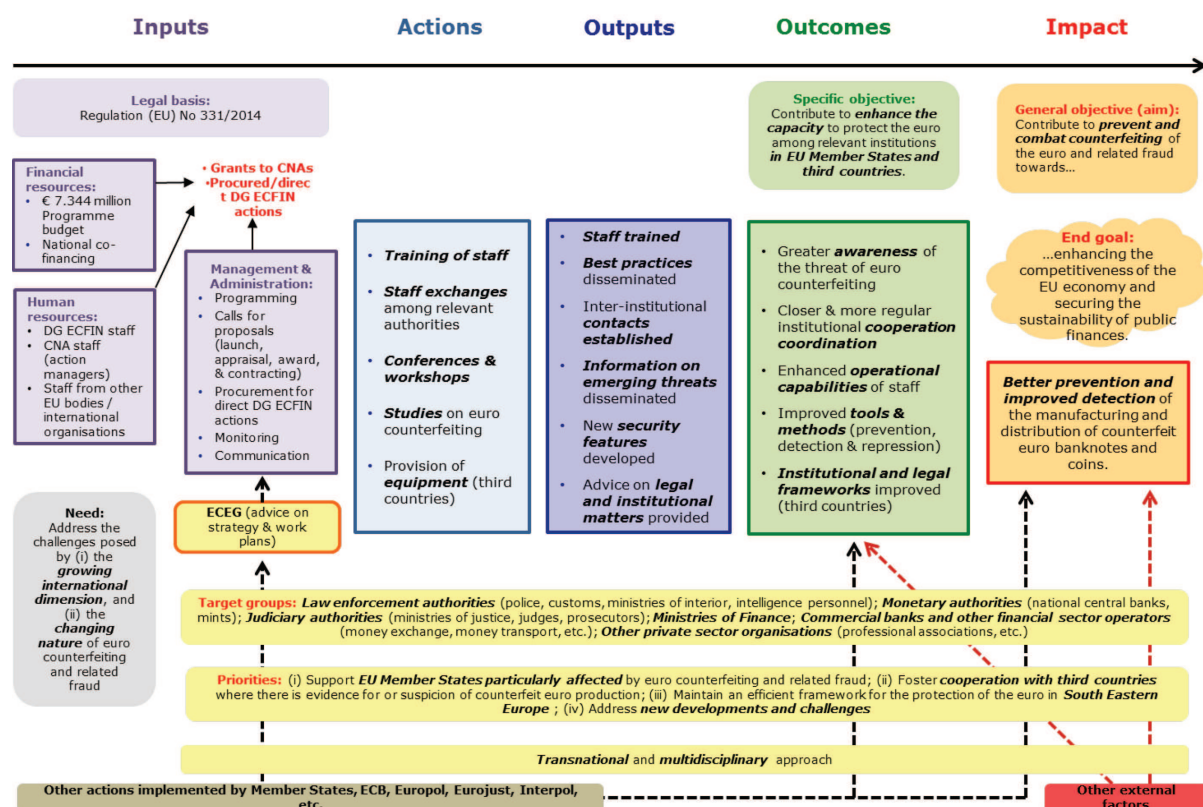 Inputs
Actions
Outputs
Outcomes
Impact
Legal basis:
Regulation (EU) No 331/2014
Specific objective:
Contribute to enhance the
capacity to protect the euro
among relevant institutions
in EU Member States and
third countries.
General objective (aim):
Contribute to prevent and
combat counterfeiting of
the euro and related fraud
towards...
Financial
resources:
• € 7.344 million
Programme
budget
• National co-
financing
• Grants to CNAs
• Procured/direc
t DG ECFIN
actions
Human
resources:
• DG ECFIN staff
• CNA staff
(action
managers)
• Staff from other
EU bodies /
international
organisations
Management &
Administration:
• Programming
• Calls for
proposals
(launch,
appraisal, award,
& contracting)
• Procurement for
direct DG ECFIN
actions
• Monitoring
• Communication
• Training of staff
• Staff exchanges
among relevant
authorities
• Conferences &
workshops
• Studies on euro
counterfeiting
• Provision of
equipment (third
countries)
• Staff trained
• Best practices
disseminated
• Inter-institutional
contacts
established
• Information on
emerging threats
disseminated
• New security
features
developed
• Advice on legal
and institutional
matters provided
• Greater awareness of
the threat of euro
counterfeiting
• Closer & more regular
institutional cooperation
coordination
• Enhanced operational
capabilities of staff
• Improved tools &
methods (prevention,
detection & repression)
• Institutional and legal
frameworks improved
(third countries)
End goal:
...enhancing the
competitiveness of the
EU economy and
securing the
sustainability of public
finances.
Better prevention and
improved detection of
the manufacturing and
distribution of counterfeit
euro banknotes and
coins.
Need:
Address the
challenges posed
by (i) the
growing
international
dimension, and
(ii) the
changing
nature of euro
counterfeiting
and related
fraud
ECEG (advice on
strategy & work
plans)
Target groups: Law enforcement authorities (police, customs, ministries of interior, intelligence personnel); Monetary authorities (national central banks,
mints); Judiciary authorities (ministries of justice, judges, prosecutors); Ministries of Finance; Commercial banks and other financial sector operators
(money exchange, money transport, etc.); Other private sector organisations (professional associations, etc.)
Priorities: (i) Support EU Member States particularly affected by euro counterfeiting and related fraud; (ii) Foster cooperation with third countries
where there is evidence for or suspicion of counterfeit euro production; (iii) Maintain an efficient framework for the protection of the euro in South Eastern
Europe ; (iv) Address new developments and challenges
Transnational and multidisciplinary approach
Other actions implemented by Member States, ECB, Europol, Eurojust, Interpol,
etc.
Other external
factors